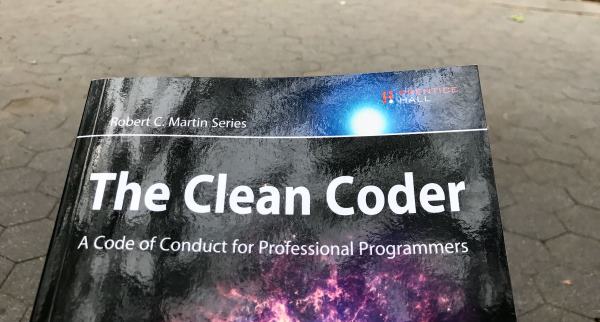 PRENTICE
HALL
Robert C. Martin Series
The Clean Coder
A Code of Conduct for Professional Programmers